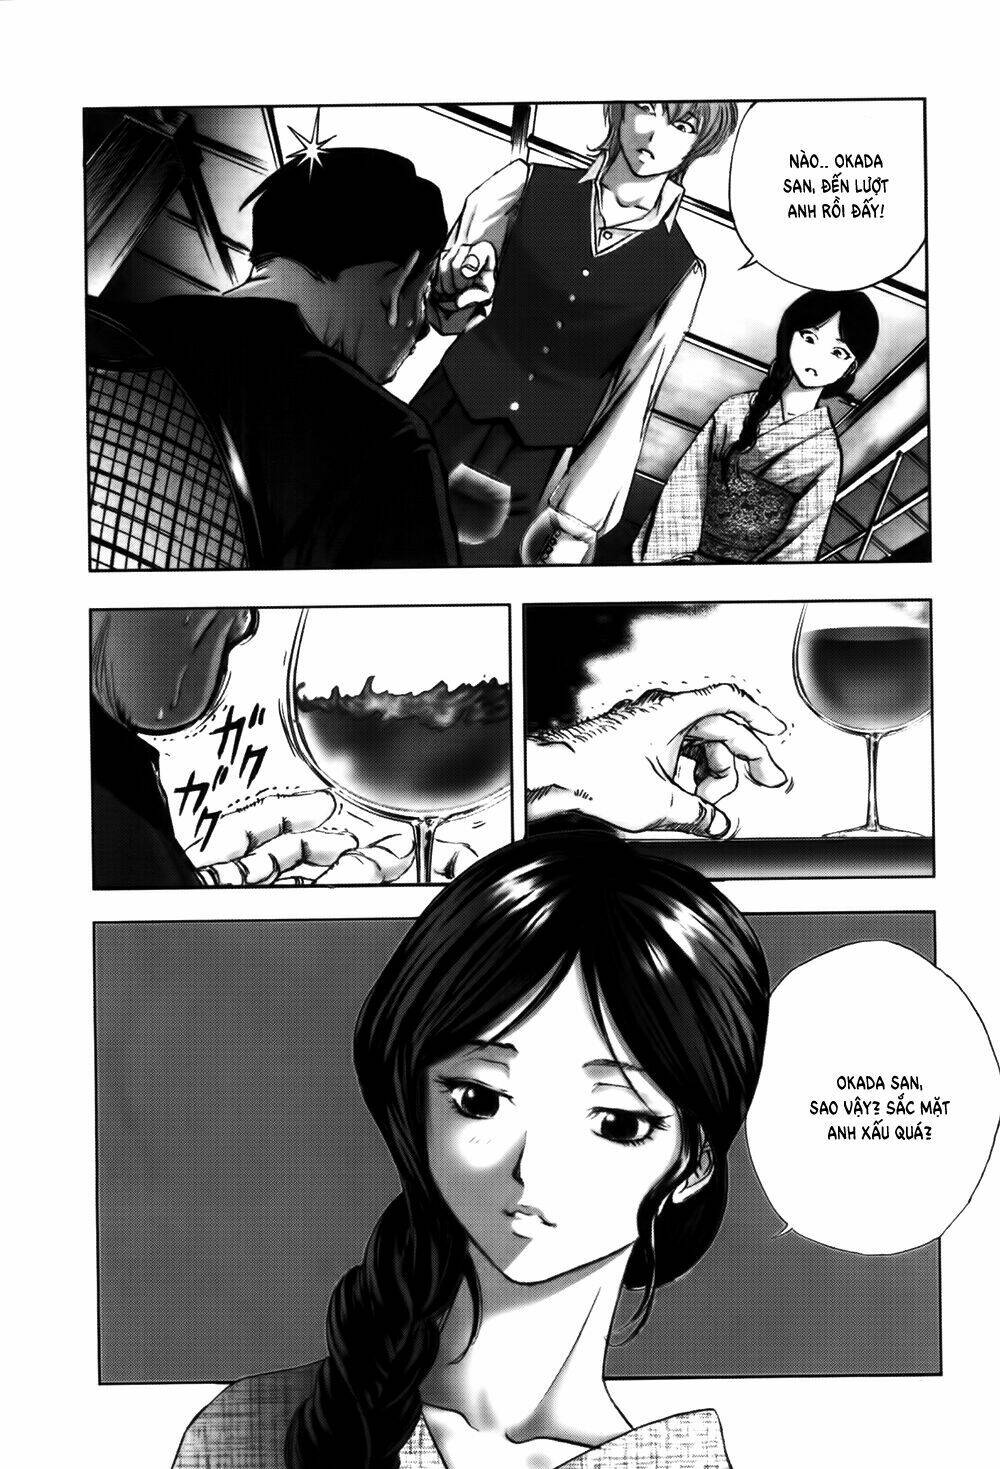 NÀO.. OKADA
SAN, ĐẾN LƯỢT
ANH RỒI ĐẤY!
ガク
ガク
OKADA SAN,
SAO VẬY? SẮC MẶT
ANH XẤU QUÁ?